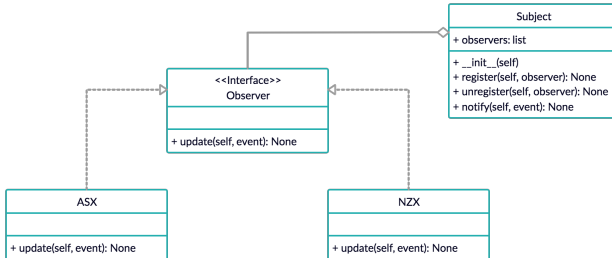 Subject
+ observers: list
+ __init__(self)
+ register(self, observer): None
+ unregister(self, observer): None
+ notify(self, event): None
<<Interface>>
Observer
+ update(self, event): None
ASX
+ update(self, event): None
NZX
+ update(self, event): None